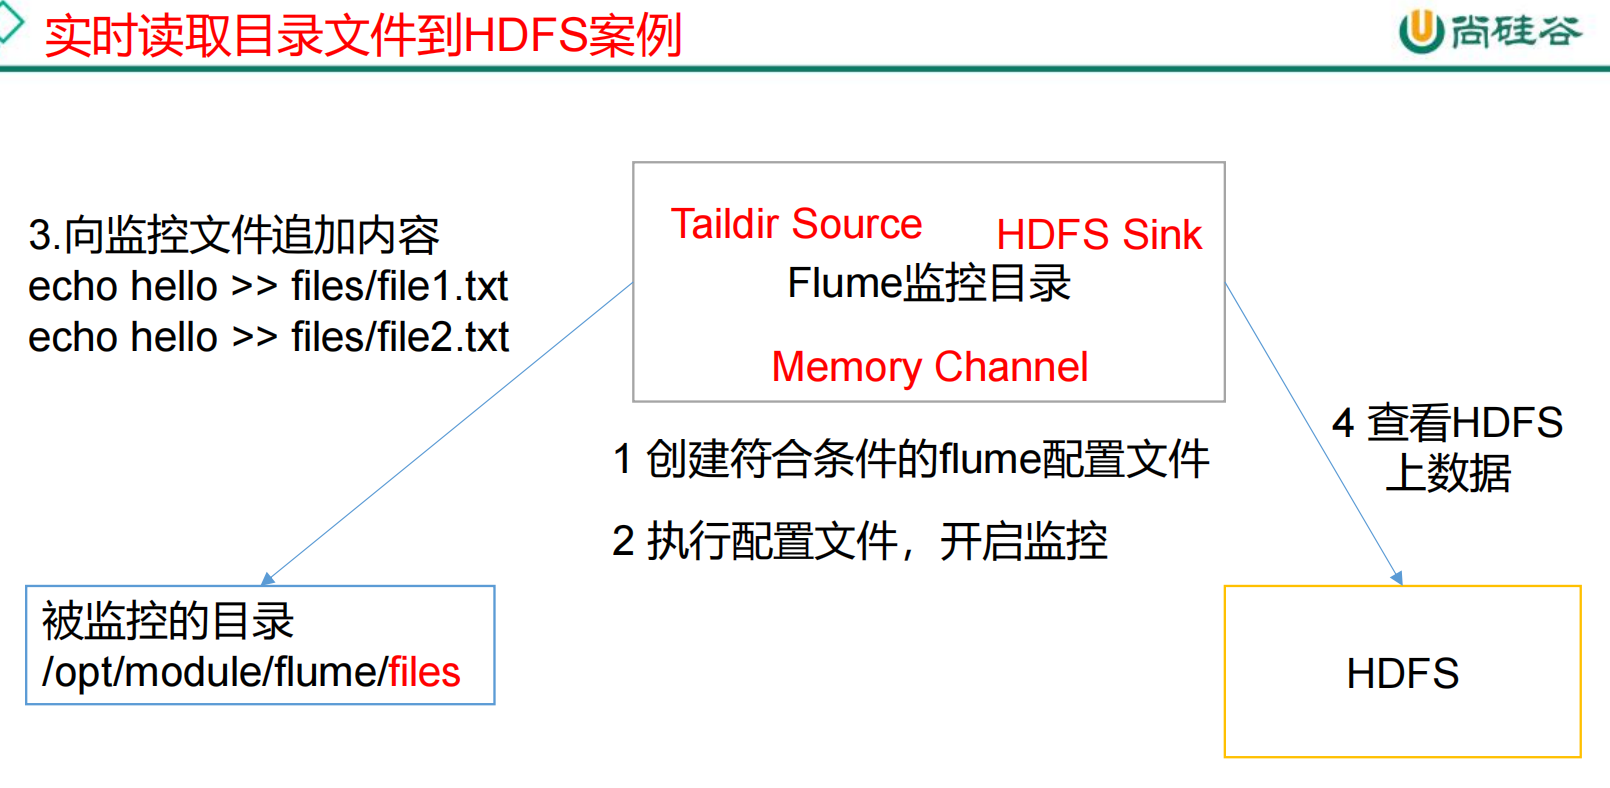 实时读取目录文件到HDFS案例
尚硅谷
3.向监控文件追加内容
echo hello >> files/file1.txt
echo hello >> files/file2.txt
Taildir Source
HDFS Sink
Flume监控目录
Memory Channel
1 创建符合条件的flume配置文件
2 执行配置文件，开启监控
4 查看HDFS
上数据
被监控的目录
/opt/module/flume/files
HDFS